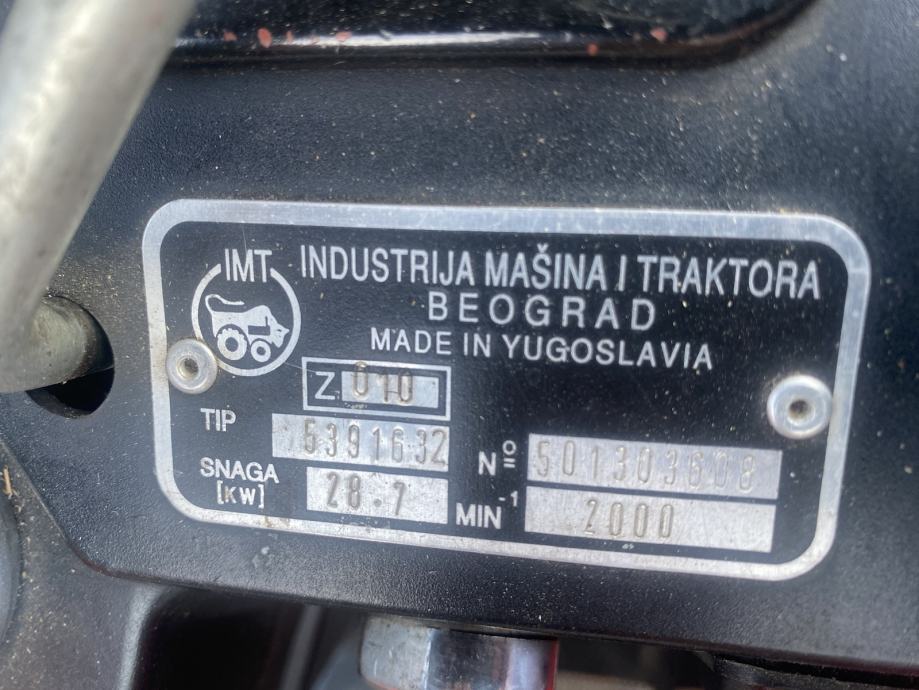 IMT
INDUSTRIJA MAŠINA I TRAKTORA
BEOGRAD
MADE IN YUGOSLAVIA
Z 010
TIP 5391632 Nº 501303608
SNAGA [KW] 28.7 MIN⁻¹ 2000